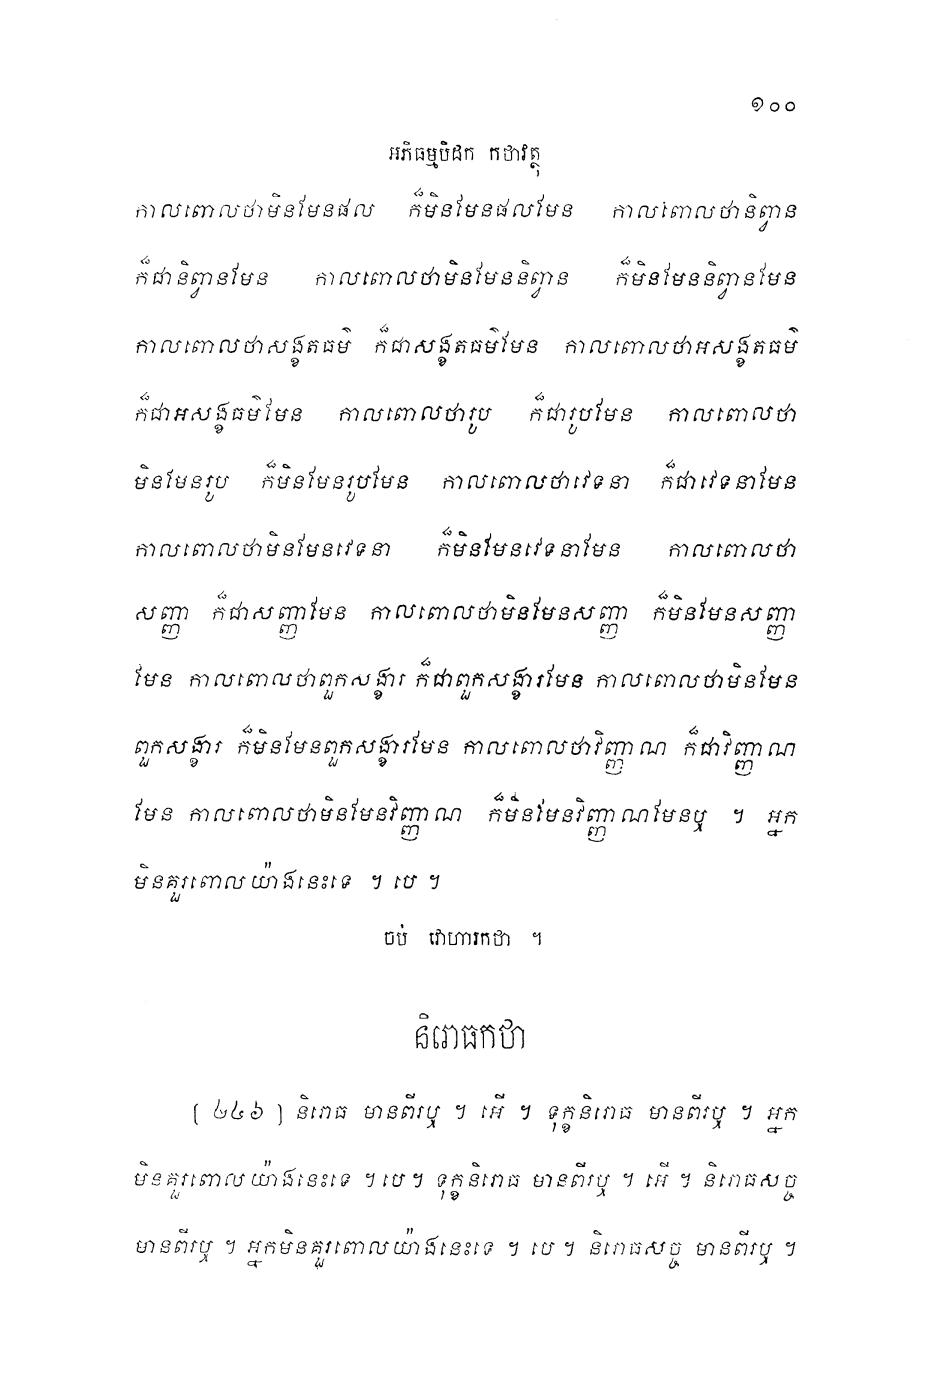 ១០០
អភិធម្មបិដក កថាវត្ថុ
កាលពោលថាមិនមែនផល ក៏មិនមែនផលមែន កាលពោលថានិព្វាន
ក៏ជានិព្វានមែន កាលពោលថាមិនមែននិព្វាន ក៏មិនមែននិព្វានមែន
កាលពោលថាសង្ខតធម៌ ក៏ជាសង្ខតធម៌មែន កាលពោលថាអសង្ខតធម៌
ក៏ជាអសង្ខធម៌មែន កាលពោលថារូប ក៏ជារូបមែន កាលពោលថា
មិនមែនរូប ក៏មិនមែនរូបមែន កាលពោលថាវេទនា ក៏ជាវេទនាមែន
កាលពោលថាមិនមែនវេទនា ក៏មិនមែនវេទនាមែន កាលពោលថា
សញ្ញា ក៏ជាសញ្ញាមែន កាលពោលថាមិនមែនសញ្ញា ក៏មិនមែនសញ្ញា
មែន កាលពោលថាពួកសង្ខារ ក៏ជាពួកសង្ខារមែន កាលពោលថាមិនមែន
ពួកសង្ខារ ក៏មិនមែនពួកសង្ខារមែន កាលពោលថាវិញ្ញាណ ក៏ជាវិញ្ញាណ
មែន កាលពោលថាមិនមែនវិញ្ញាណ ក៏មិនមែនវិញ្ញាណមែនឬ ។ អ្នក
មិនគួរពោលយ៉ាងនេះទេ ។ បេ ។
ចប់ វោហារកថា ។
និរោធកថា
(២៤៦) និរោធ មានពីរឬ ។ អើ ។ ទុក្ខនិរោធ មានពីរឬ ។ អ្នក
មិនគួរពោលយ៉ាងនេះទេ ។ បេ ។ ទុក្ខនិរោធ មានពីរឬ ។ អើ ។ និរោធសច្ច
មានពីរឬ ។ អ្នកមិនគួរពោលយ៉ាងនេះទេ ។ បេ ។ និរោធសច្ច មានពីរឬ ។